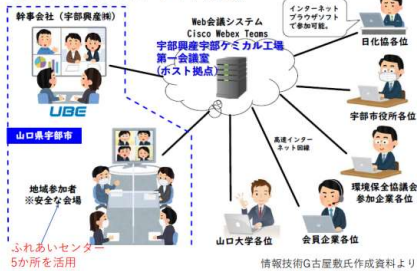 幹事会社(宇部興産㈱)
UBE
Web会議システム
Cisco Webex Teams
宇部興産宇部ケミカル工場
第一会議室
(ホスト拠点)
インターネット
ブラウザソフト
で参加可能。
日化協各位
山口県宇部市
宇部市役所各位
高速インター
ネット回線
環境保全協議会
参加企業各位
地域参加者
※安全な会場
ふれあいセンター
5か所を活用
山口大学各位
会員企業各位
情報技術G古屋敷氏作成資料より